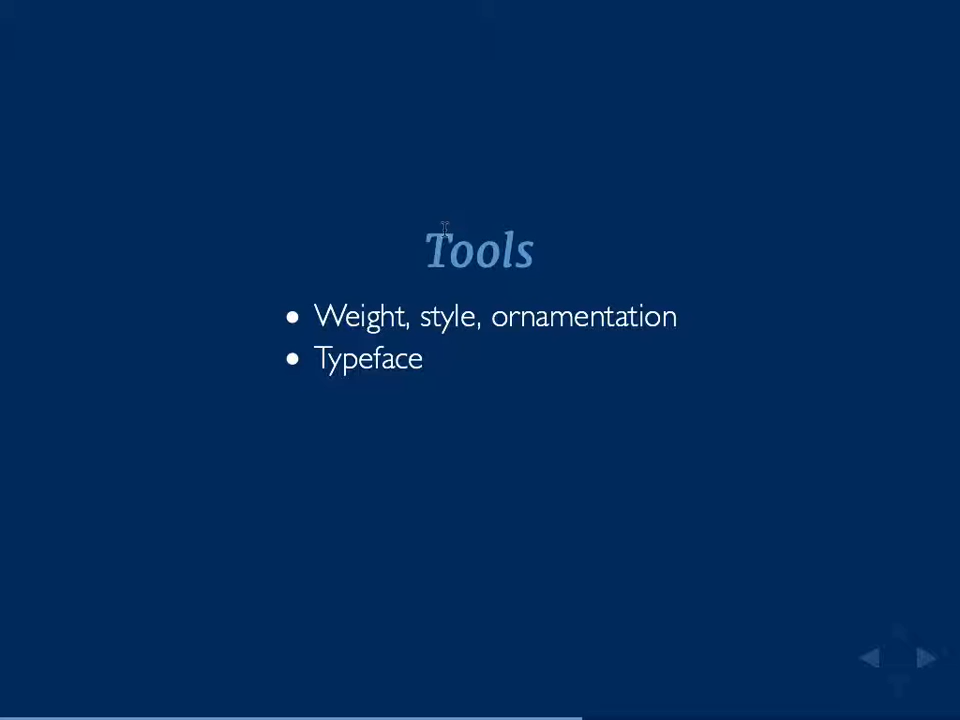 Tools
• Weight, style, ornamentation
• Typeface